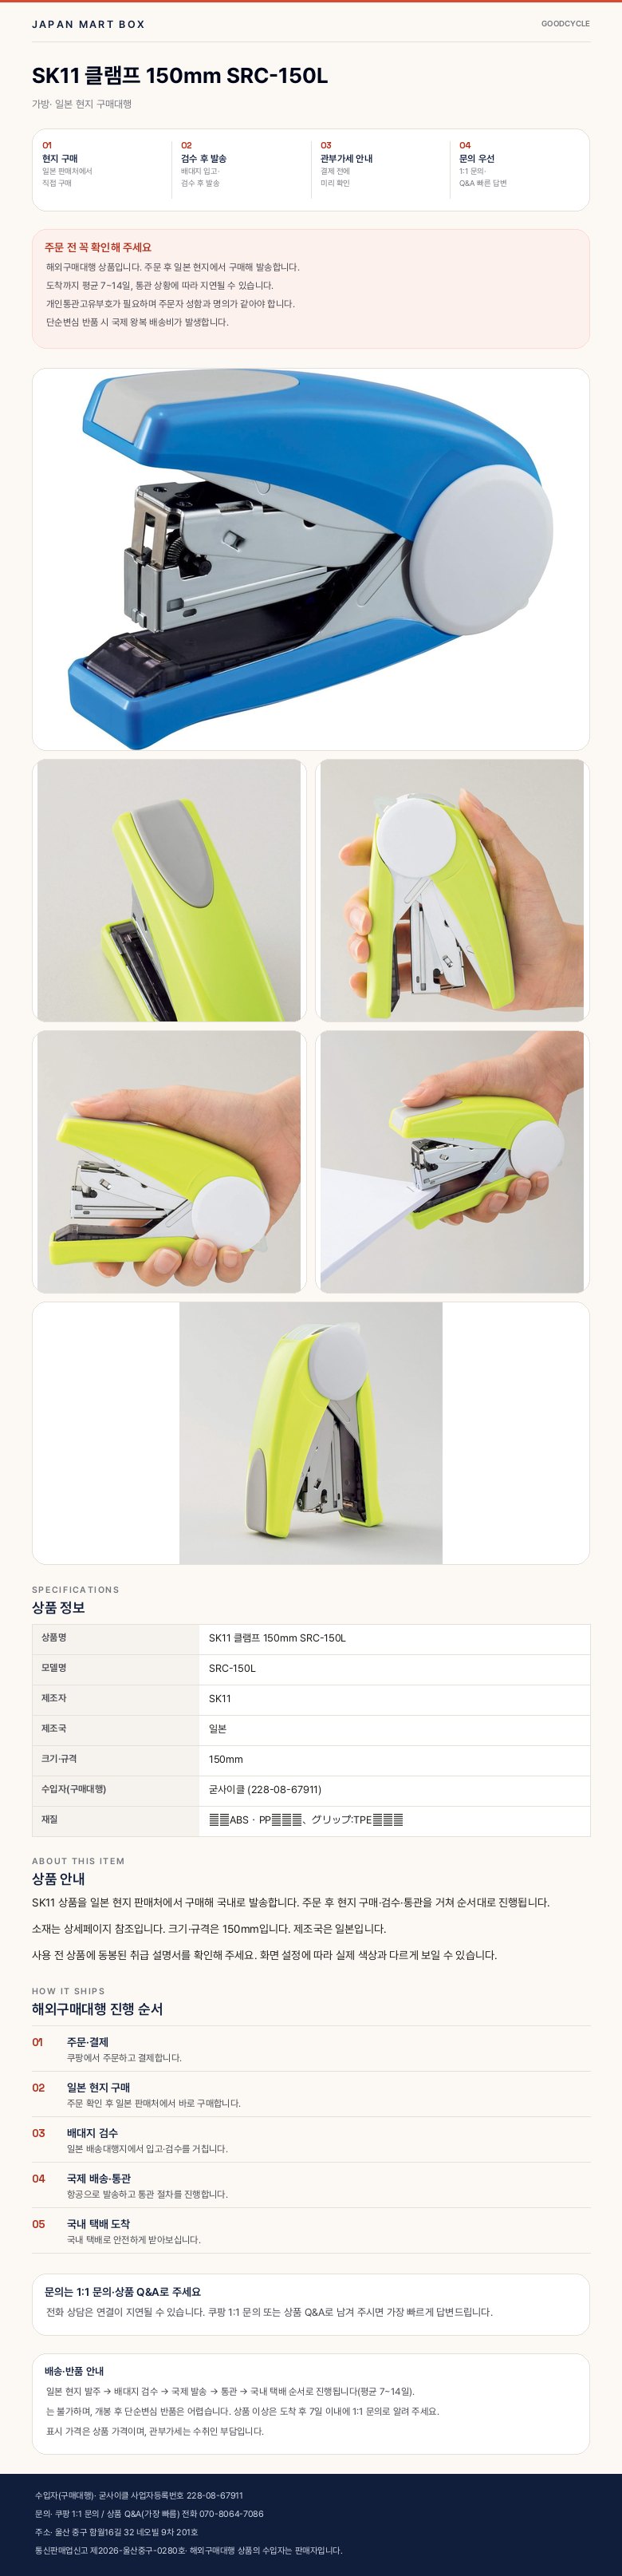 JAPAN MART BOX
GOODCYCLE
SK11 클램프 150mm SRC-150L
가방· 일본 현지 구매대행
01
현지 구매
일본 판매처에서
직접 구매
02
검수 후 발송
배대지 입고·
검수 후 발송
03
관부가세 안내
결제 전에
미리 확인
04
문의 우선
1:1 문의·
Q&A 빠른 답변
주문 전 꼭 확인해 주세요
해외구매대행 상품입니다. 주문 후 일본 현지에서 구매해 발송합니다.
도착까지 평균 7~14일, 통관 상황에 따라 지연될 수 있습니다.
개인통관고유부호가 필요하며 주문자 성함과 명의가 같아야 합니다.
단순변심 반품 시 국제 왕복 배송비가 발생합니다.
SPECIFICATIONS
상품 정보
상품명 SK11 클램프 150mm SRC-150L
모델명 SRC-150L
제조자 SK11
제조국 일본
크기·규격 150mm
수입자(구매대행) 굳사이클 (228-08-67911)
재질 ABS · PP、グリップ:TPE
ABOUT THIS ITEM
상품 안내
SK11 상품을 일본 현지 판매처에서 구매해 국내로 발송합니다. 주문 후 현지 구매·검수·통관을 거쳐 순서대로 진행됩니다.
소재는 상세페이지 참조입니다. 크기·규격은 150mm입니다. 제조국은 일본입니다.
사용 전 상품에 동봉된 취급 설명서를 확인해 주세요. 화면 설정에 따라 실제 색상과 다르게 보일 수 있습니다.
HOW IT SHIPS
해외구매대행 진행 순서
01 주문·결제
쿠팡에서 주문하고 결제합니다.
02 일본 현지 구매
주문 확인 후 일본 판매처에서 바로 구매합니다.
03 배대지 검수
일본 배송대행지에서 입고·검수를 거칩니다.
04 국제 배송·통관
항공으로 발송하고 통관 절차를 진행합니다.
05 국내 택배 도착
국내 택배로 안전하게 받아보십니다.
문의는 1:1 문의·상품 Q&A로 주세요
전화 상담은 연결이 지연될 수 있습니다. 쿠팡 1:1 문의 또는 상품 Q&A로 남겨 주시면 가장 빠르게 답변드립니다.
배송·반품 안내
일본 현지 발주 → 배대지 검수 → 국제 발송 → 통관 → 국내 택배 순서로 진행됩니다(평균 7~14일).
는 불가하며, 개봉 후 단순변심 반품은 어렵습니다. 상품 이상은 도착 후 7일 이내에 1:1 문의로 알려 주세요.
표시 가격은 상품 가격이며, 관부가세는 수취인 부담입니다.
수입자(구매대행)· 굳사이클 사업자등록번호 228-08-67911
문의· 쿠팡 1:1 문의 / 상품 Q&A(가장 빠름) 전화 070-8064-7086
주소· 울산 중구 함월16길 32 네오빌 9차 201호
통신판매업신고 제2026-울산중구-0280호· 해외구매대행 상품의 수입자는 판매자입니다.